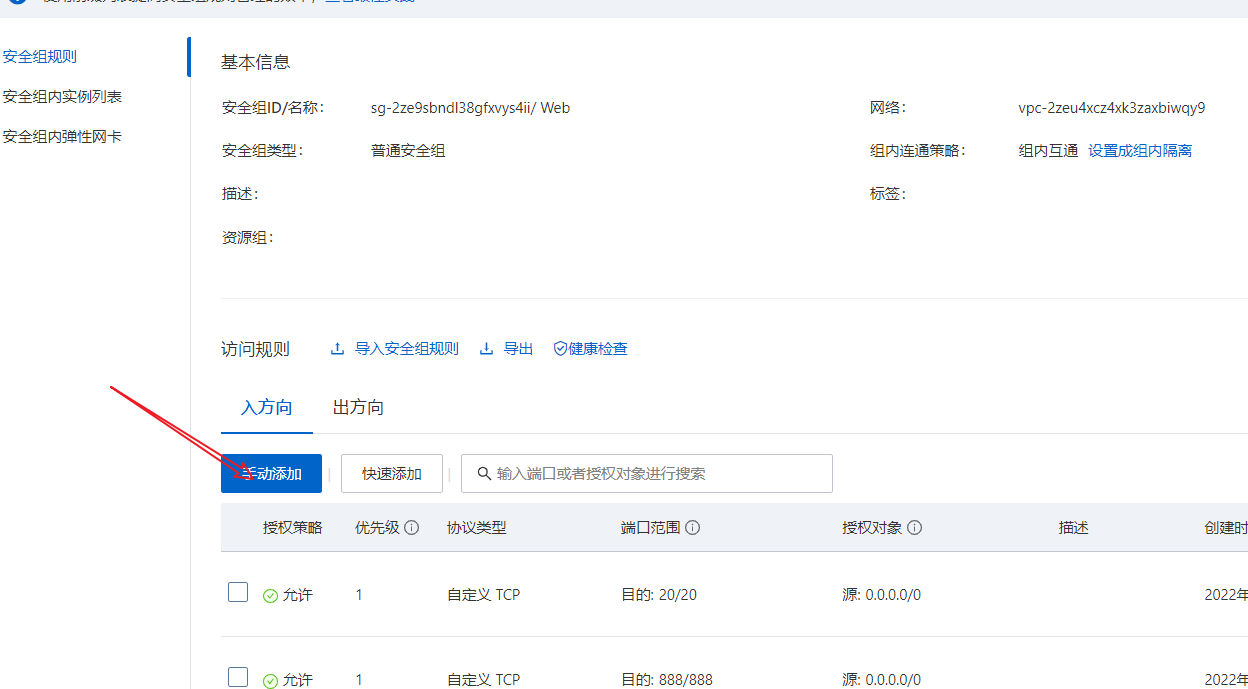 查看最佳实践
安全组规则
安全组内实例列表
安全组内弹性网卡
基本信息
安全组ID/名称： sg-2ze9sbndl38gfxvys4ii/ Web 网络： vpc-2zeu4xcz4xk3zaxbiwqy9
安全组类型： 普通安全组 组内连通策略： 组内互通 设置成组内隔离
描述： 标签：
资源组：
访问规则 导入安全组规则 导出 健康检查
入方向 出方向
手动添加 快速添加 输入端口或者授权对象进行搜索
授权策略 优先级 协议类型 端口范围 授权对象 描述 创建时
允许 1 自定义 TCP 目的: 20/20 源: 0.0.0.0/0 2022年
允许 1 自定义 TCP 目的: 888/888 源: 0.0.0.0/0 2022年